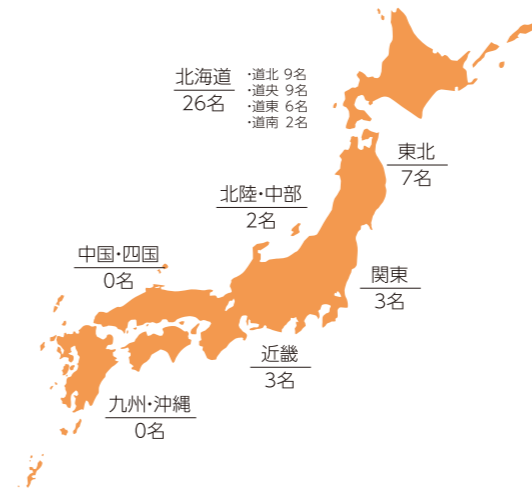 北海道
26名
・道北 9名
・道央 9名
・道東 6名
・道南 2名
東北
7名
北陸・中部
2名
中国・四国
0名
関東
3名
近畿
3名
九州・沖縄
0名